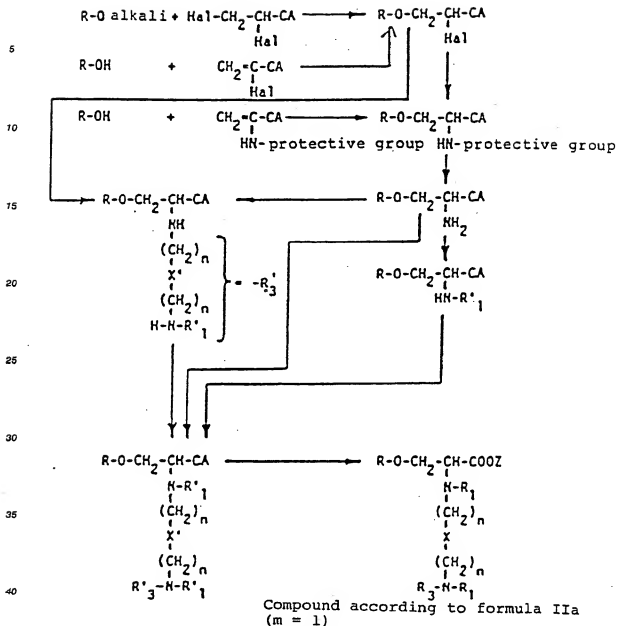 R-O alkali + Hal-CH2-CH-CA R-O-CH2-CH-CA
Hal Hal
5
R-OH + CH2=C-CA
Hal
10 R-OH + CH2=C-CA R-O-CH2-CH-CA
HN-protective group HN-protective group
15 R-O-CH2-CH-CA R-O-CH2-CH-CA
NH NH2
(CH2)n
20 X' = -R'3 R-O-CH2-CH-CA
(CH2)n HN-R'1
H-N-R'1
25
30
R-O-CH2-CH-CA R-O-CH2-CH-COOZ
N-R'1 N-R1
(CH2)n (CH2)n
35
X' X
(CH2)n (CH2)n
40 R'3-N-R'1 R3-N-R1
Compound according to formula IIa
(m = 1)